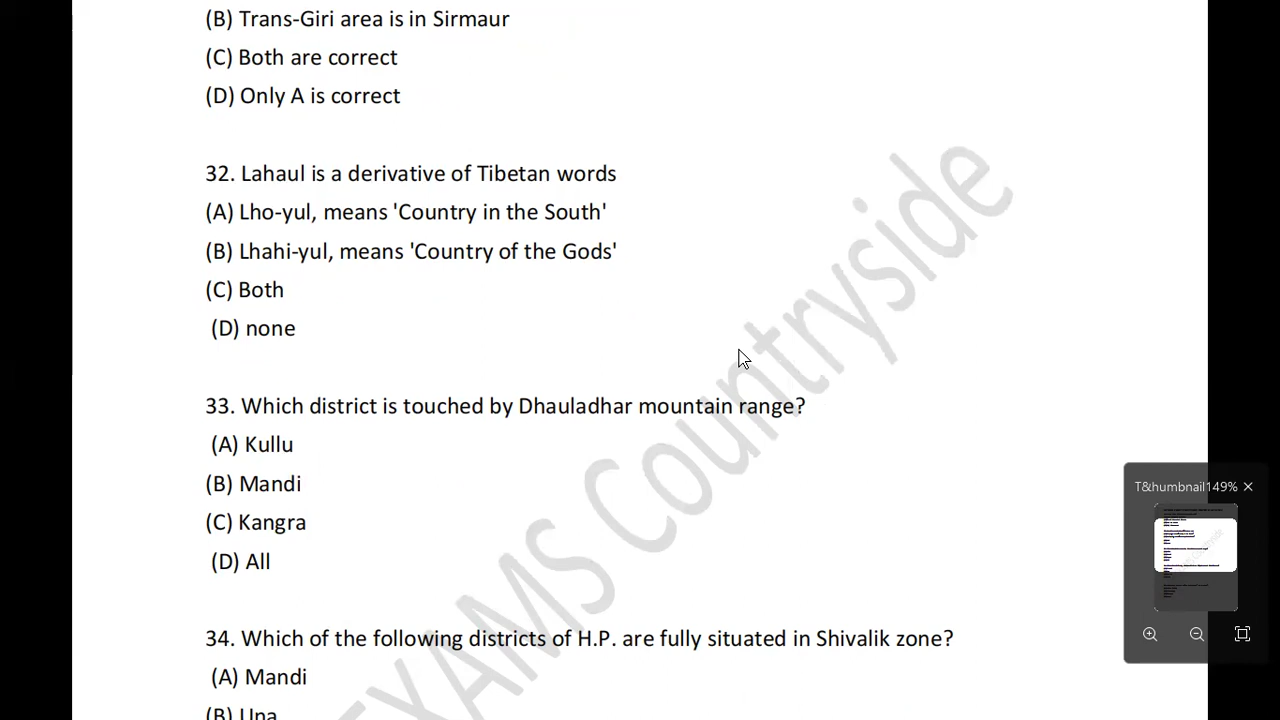 (B) Trans-Giri area is in Sirmaur
(C) Both are correct
(D) Only A is correct
32. Lahaul is a derivative of Tibetan words
(A) Lho-yul, means 'Country in the South'
(B) Lhahi-yul, means 'Country of the Gods'
(C) Both
(D) none
33. Which district is touched by Dhauladhar mountain range?
(A) Kullu
(B) Mandi
(C) Kangra
(D) All
34. Which of the following districts of H.P. are fully situated in Shivalik zone?
(A) Mandi
(B) Una
EXAMS Countryside
T&humbnail149%